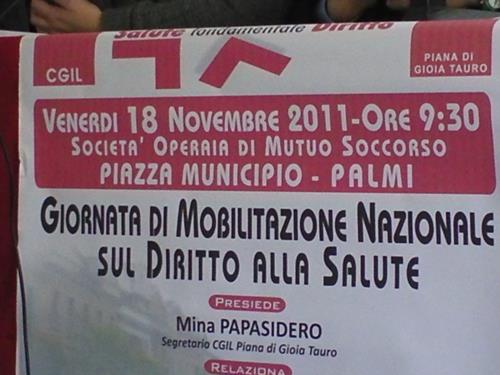 Salute fondamentale Diritto
CGIL
PIANA DI
GIOIA TAURO
VENERDI 18 NOVEMBRE 2011-ORE 9:30
SOCIETA' OPERAIA DI MUTUO SOCCORSO
PIAZZA MUNICIPIO - PALMI
GIORNATA DI MOBILITAZIONE NAZIONALE
SUL DIRITTO ALLA SALUTE
PRESIEDE
Mina PAPASIDERO
Segretario CGIL Piana di Gioia Tauro
RELAZIONA